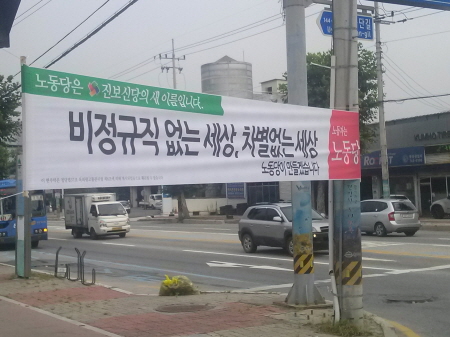 노동당은 진보신당의 새 이름입니다.
비정규직 없는 세상, 차별없는 세상
노동당이 만들겠습니다
노동당
단길